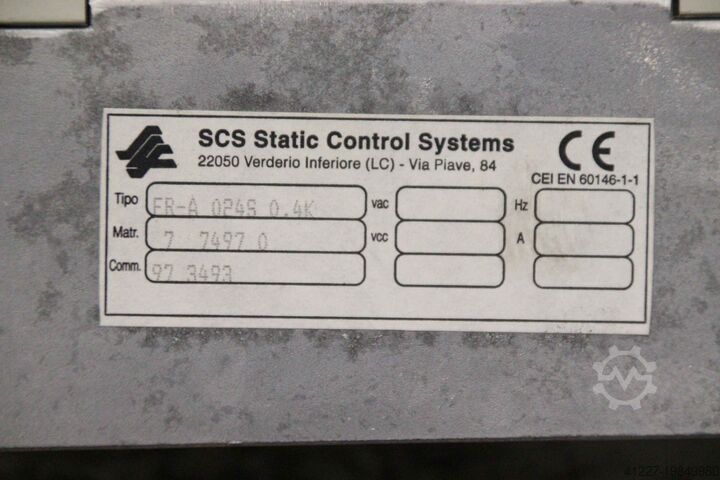 SCS Static Control Systems
22050 Verderio Inferiore (LC) - Via Piave, 84
CEI EN 60146-1-1
Tipo FR-A 024S 0.4K vac Hz
Matr. 7 7497 0 vcc A
Comm. 97 3493